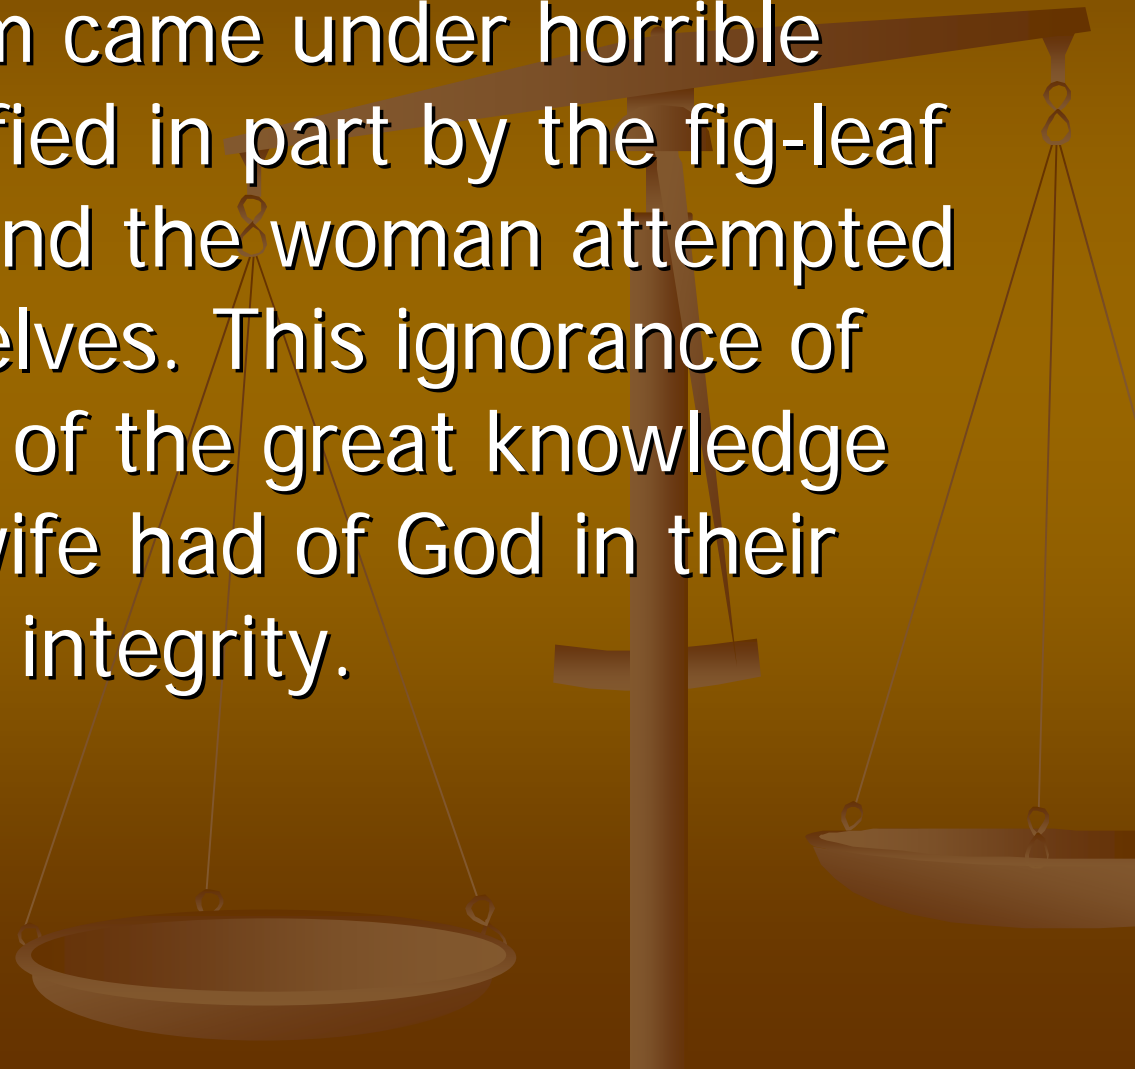 m came under horrible
fied in part by the fig-leaf
nd the woman attempted
elves. This ignorance of
of the great knowledge
wife had of God in their
integrity.